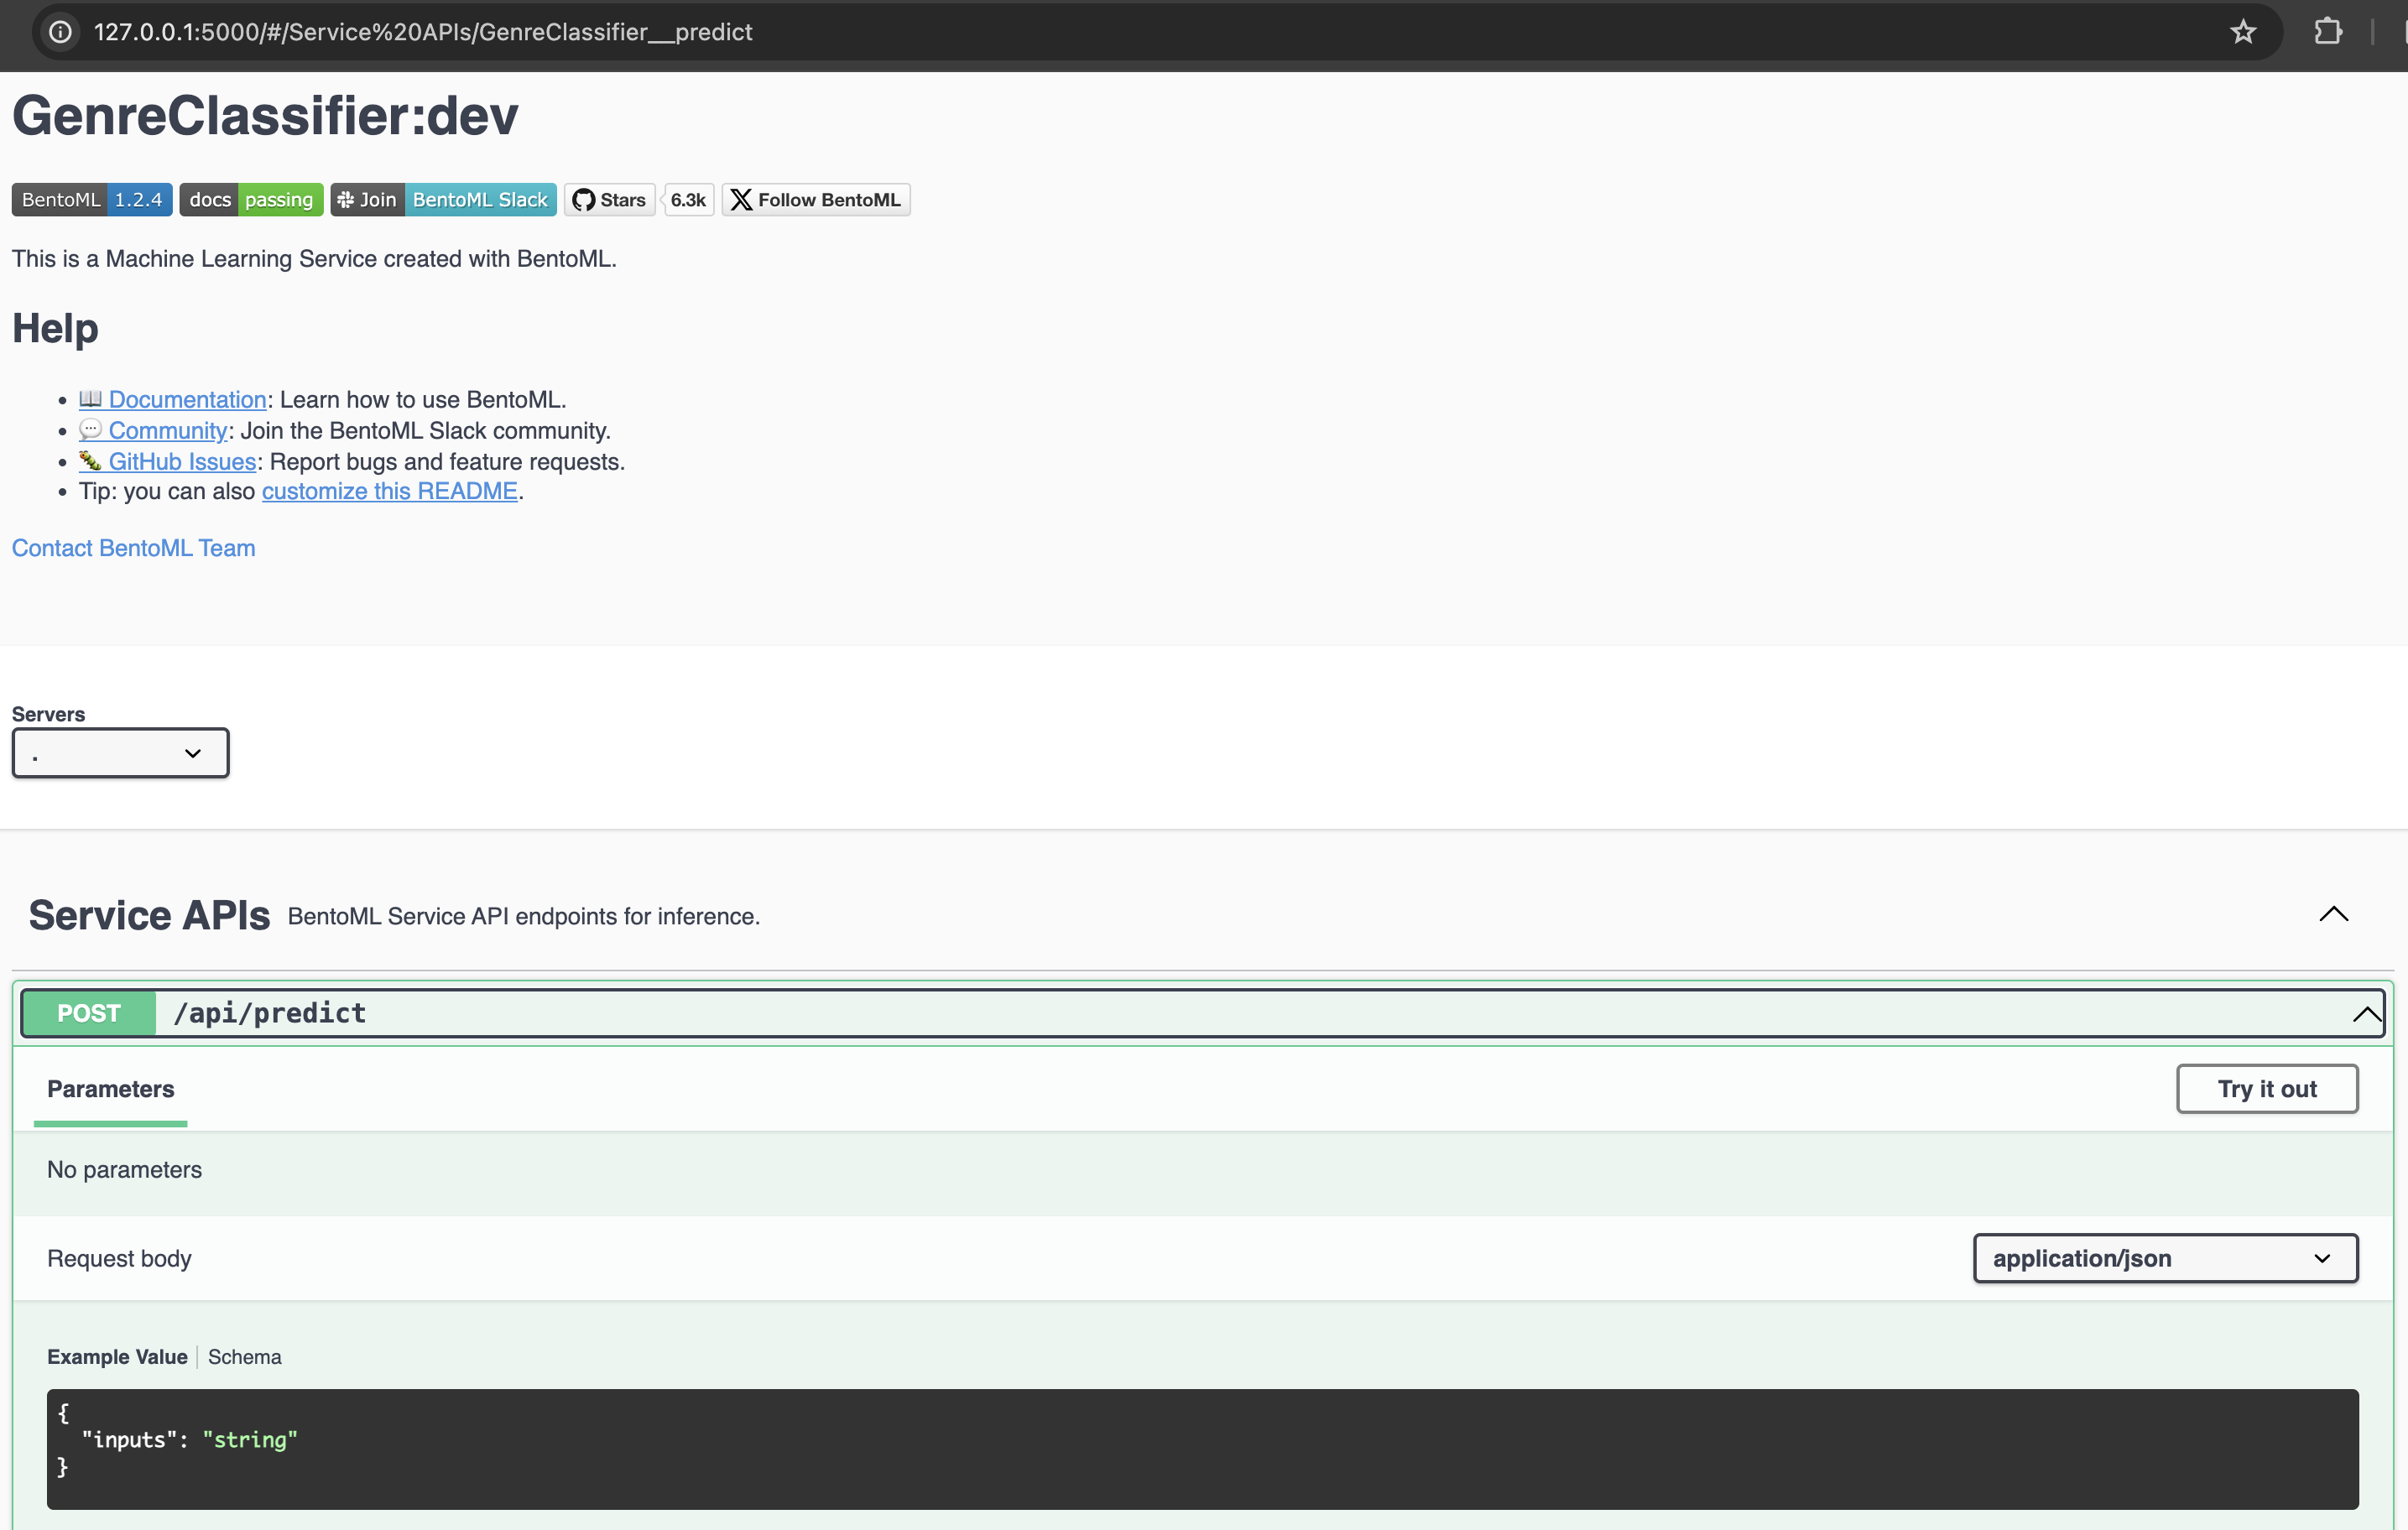 127.0.0.1:5000/#/Service%20APIs/GenreClassifier__predict
GenreClassifier:dev
BentoML 1.2.4 docs passing Join BentoML Slack Stars 6.3k Follow BentoML
This is a Machine Learning Service created with BentoML.
Help
• 📖 Documentation: Learn how to use BentoML.
• 💬 Community: Join the BentoML Slack community.
• 🐛 GitHub Issues: Report bugs and feature requests.
• Tip: you can also customize this README.
Contact BentoML Team
Servers
.
Service APIs BentoML Service API endpoints for inference.
POST /api/predict
Parameters Try it out
No parameters
Request body application/json
Example Value Schema
{
"inputs": "string"
}